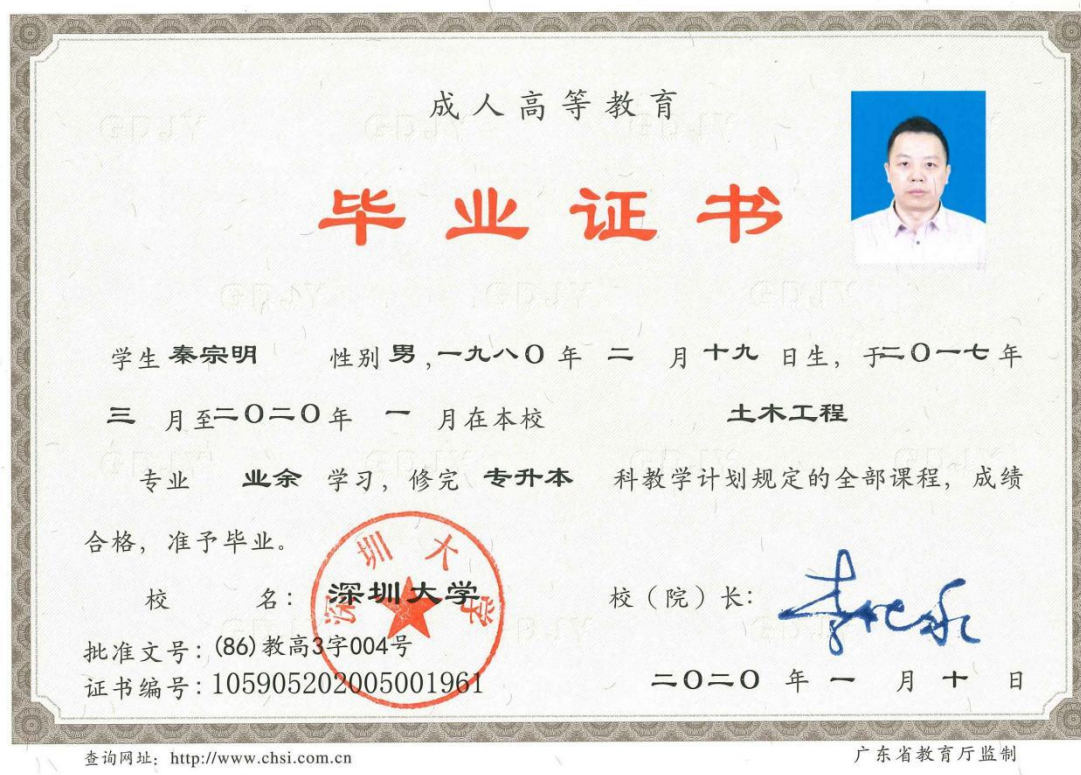 成人高等教育
毕业证书
学生 秦宗明 性别 男,一九八〇年 二 月十九 日生,于二〇一七年
三 月至二〇二〇年 一 月在本校 土木工程
专业 业余 学习,修完 专升本 科教学计划规定的全部课程,成绩
合格,准予毕业。
深圳大学
校 名:深圳大学 校(院)长:
批准文号:(86)教高3字004号
证书编号:105905202005001961 二〇二〇 年 一 月 十 日
查询网址:http://www.chsi.com.cn 广东省教育厅监制